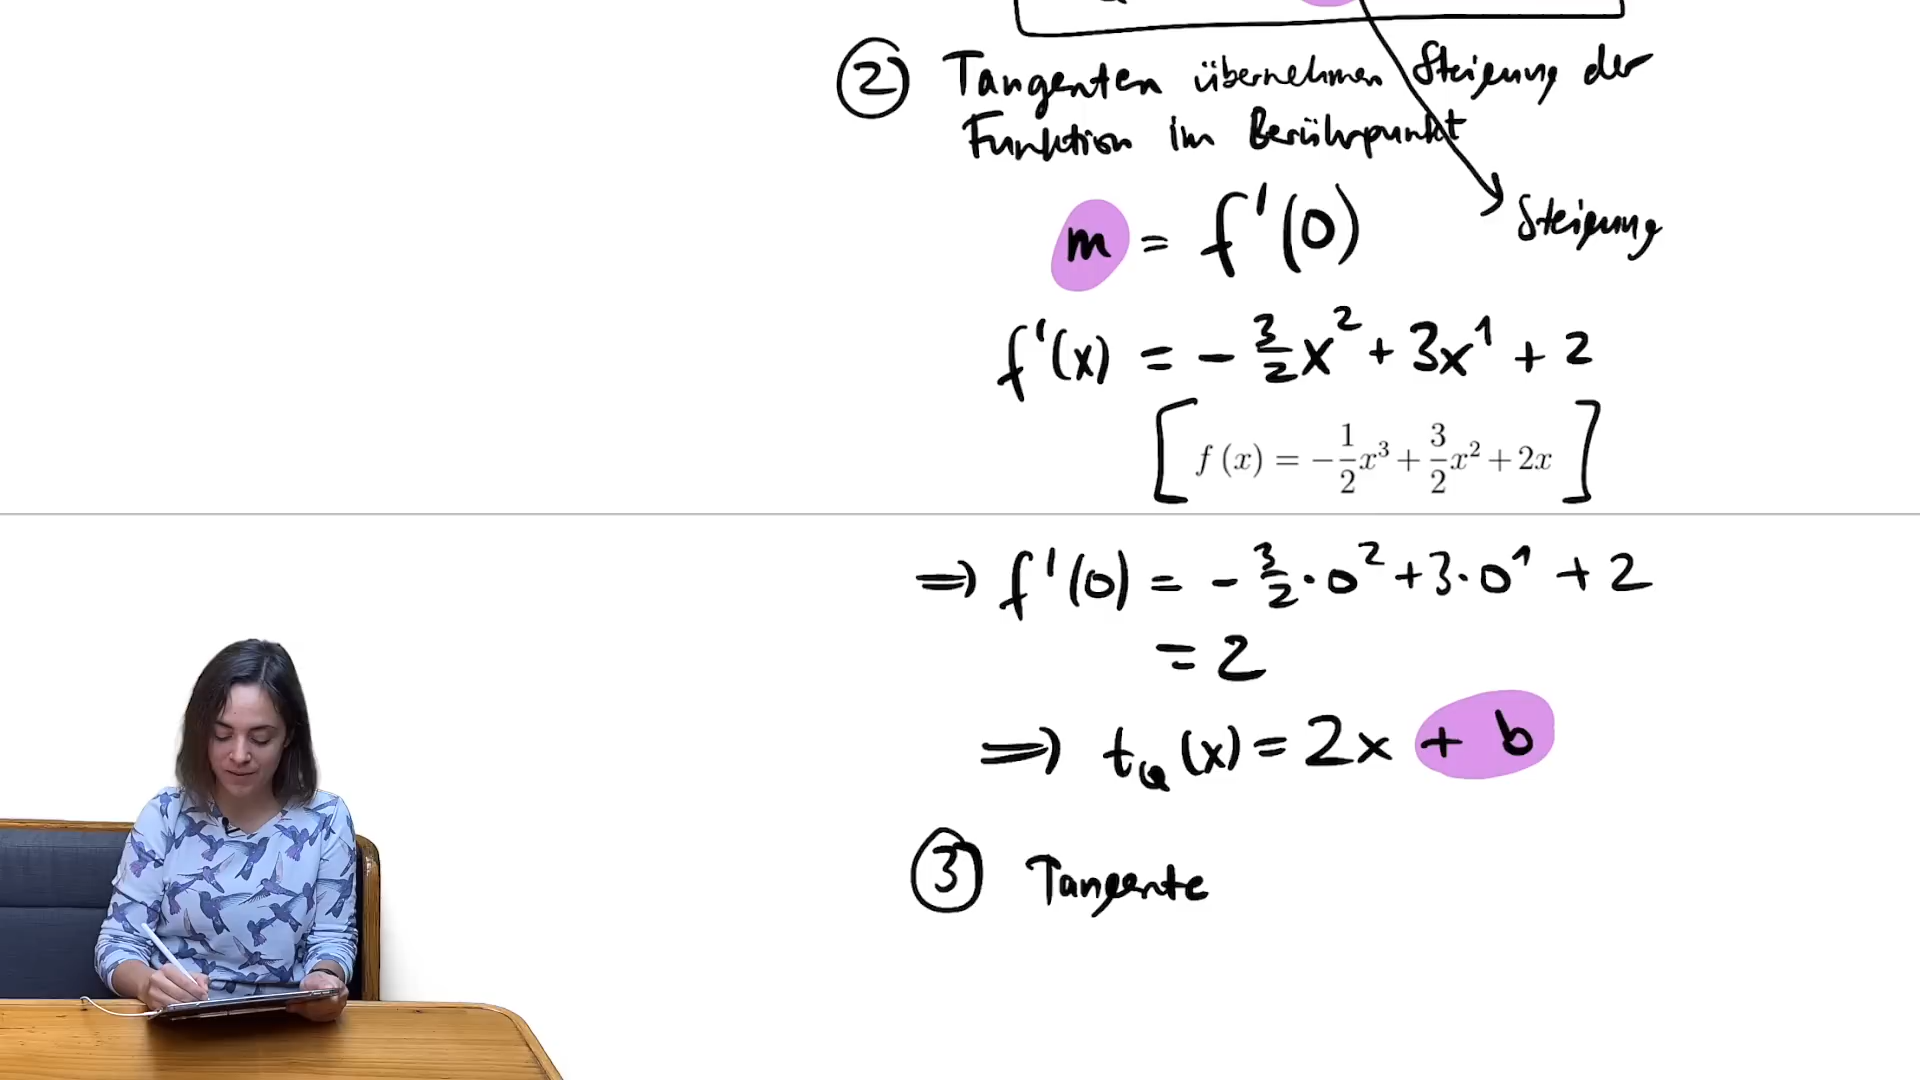 ② Tangenten übernehmen Steigung der
Funktion im Berührpunkt
m = f'(0)
Steigung
f'(x) = - 3/2 x² + 3x¹ + 2
[ f (x) = −1/2 x³ + 3/2 x² + 2x ]
⇒ f'(0) = - 3/2 · 0² + 3 · 0¹ + 2
= 2
⇒ t_Q (x) = 2x + b
③ Tangente